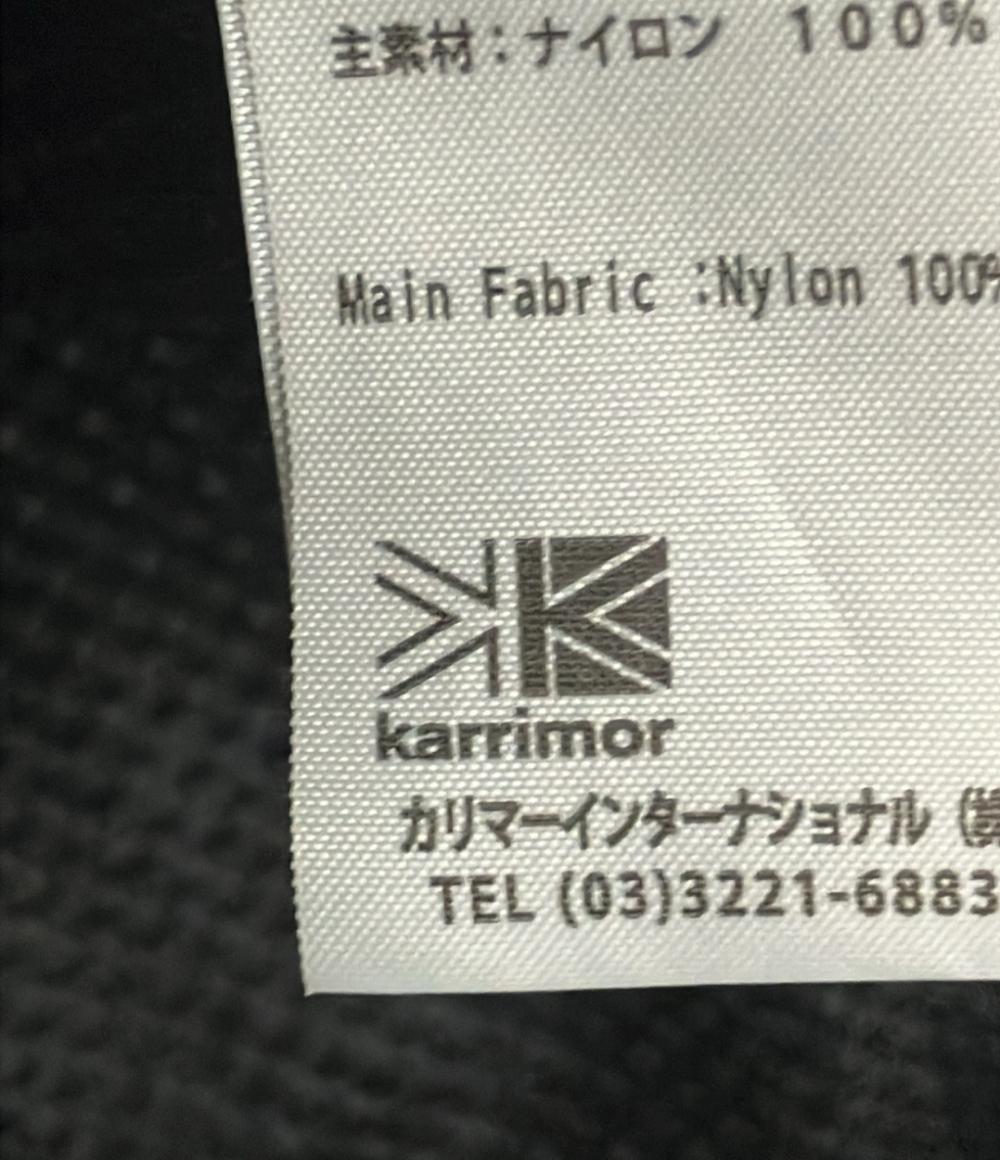 主素材：ナイロン　１００％
Main Fabric :Nylon 100%
karrimor
カリマーインターナショナル
TEL (03)3221-6883